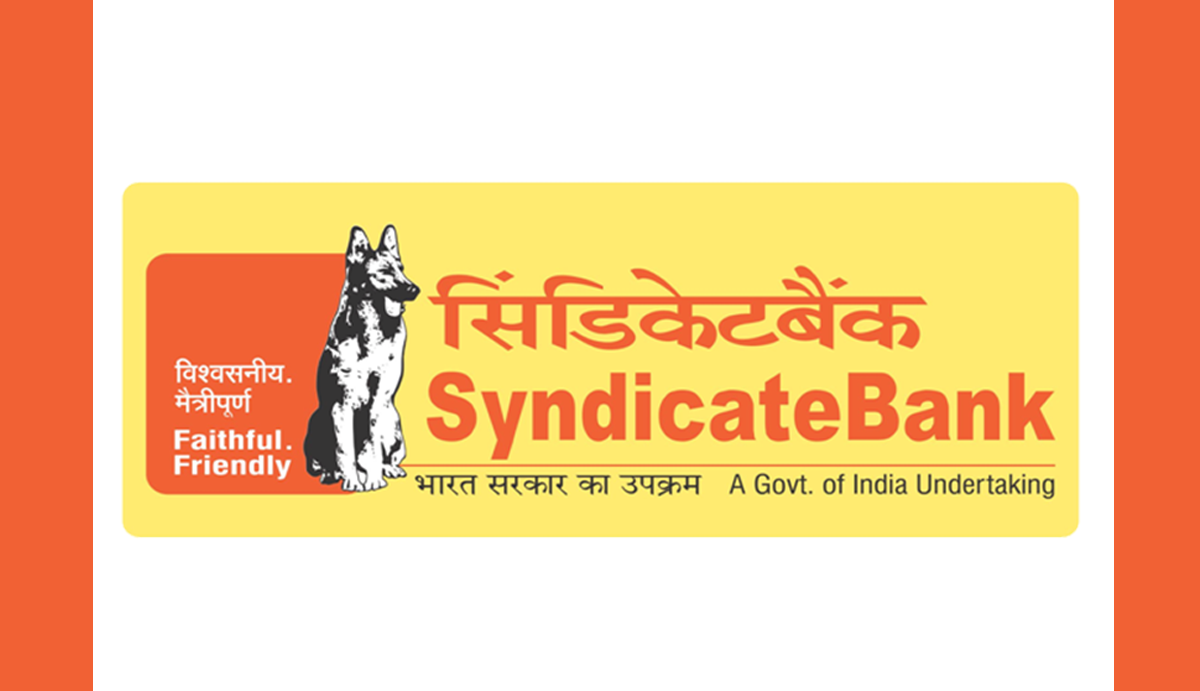 विश्वसनीय.
मैत्रीपूर्ण
Faithful.
Friendly
सिंडिकेटबैंक
SyndicateBank
भारत सरकार का उपक्रम A Govt. of India Undertaking